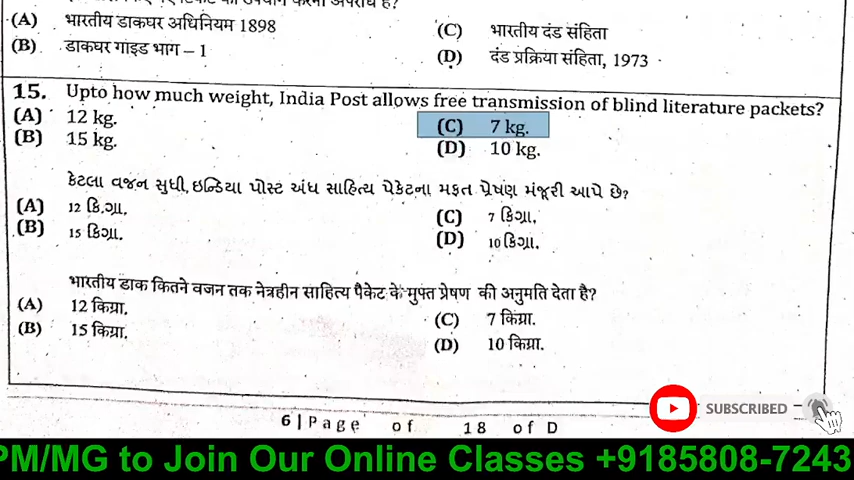 (A) भारतीय डाकघर अधिनियम 1898 (C) भारतीय दंड संहिता
(B) डाकघर गाइड भाग – 1 (D) दंड प्रक्रिया संहिता, 1973
15. Upto how much weight, India Post allows free transmission of blind literature packets?
(A) 12 kg. (C) 7 kg.
(B) 15 kg. (D) 10 kg.
કેટલા વજન સુધી, ઇન્ડિયા પોસ્ટ અંધ સાહિત્ય પેકેટના મફત પ્રેષણ મંજૂરી આપે છે?
(A) 12 કિ.ગ્રા, (C) 7 કિગ્રા,
(B) 15 કિગ્રા. (D) 10 કિગ્રા.
भारतीय डाक कितने वजन तक नेत्रहीन साहित्य पैकेट के मुफ्त प्रेषण की अनुमति देता है?
(A) 12 किग्रा, (C) 7 किग्रा.
(B) 15 किग्रा. (D) 10 किग्रा.
6 | Page of 18 of D
SUBSCRIBED
PM/MG to Join Our Online Classes +9185808-7243